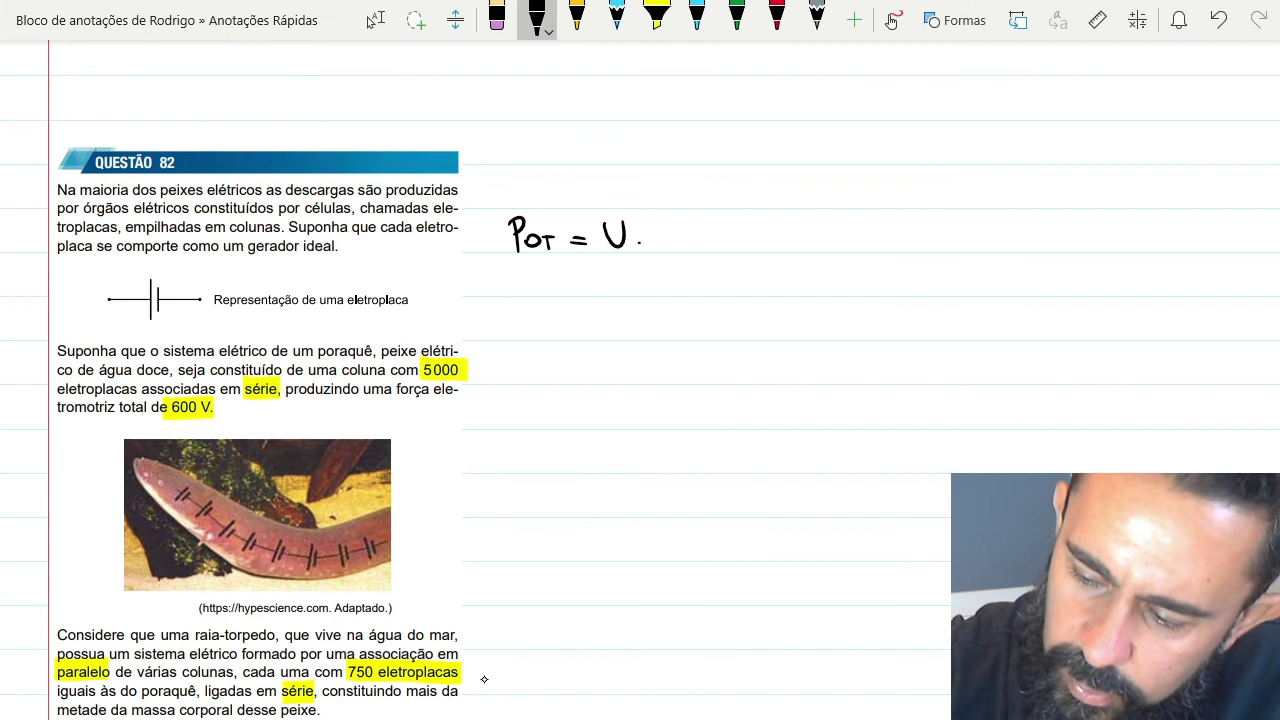 Bloco de anotações de Rodrigo » Anotações Rápidas
Formas
QUESTÃO 82
Na maioria dos peixes elétricos as descargas são produzidas
por órgãos elétricos constituídos por células, chamadas ele-
troplacas, empilhadas em colunas. Suponha que cada eletro-
placa se comporte como um gerador ideal.
Representação de uma eletroplaca
Suponha que o sistema elétrico de um poraquê, peixe elétri-
co de água doce, seja constituído de uma coluna com 5 000
eletroplacas associadas em série, produzindo uma força ele-
tromotriz total de 600 V.
(https://hypescience.com. Adaptado.)
Considere que uma raia-torpedo, que vive na água do mar,
possua um sistema elétrico formado por uma associação em
paralelo de várias colunas, cada uma com 750 eletroplacas
iguais às do poraquê, ligadas em série, constituindo mais da
metade da massa corporal desse peixe.
POT = U .